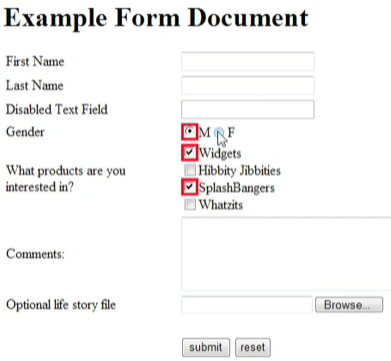 Example Form Document
First Name
Last Name
Disabled Text Field
Gender M F
What products are you interested in?
Widgets
Hibbity Jibbities
SplashBangers
Whatzits
Comments:
Optional life story file Browse...
submit reset